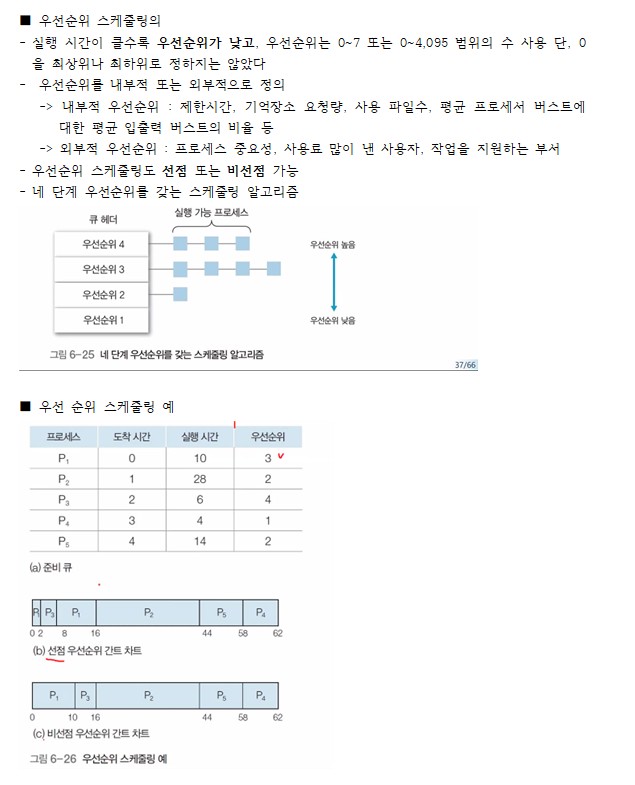 ■ 우선순위 스케줄링의
- 실행 시간이 클수록 우선순위가 낮고, 우선순위는 0~7 또는 0~4,095 범위의 수 사용 단, 0
을 최상위나 최하위로 정하지는 않았다
- 우선순위를 내부적 또는 외부적으로 정의
-> 내부적 우선순위 : 제한시간, 기억장소 요청량, 사용 파일수, 평균 프로세서 버스트에
대한 평균 입출력 버스트의 비율 등
-> 외부적 우선순위 : 프로세스 중요성, 사용료 많이 낸 사용자, 작업을 지원하는 부서
- 우선순위 스케줄링도 선점 또는 비선점 가능
- 네 단계 우선순위를 갖는 스케줄링 알고리즘
큐 헤더 실행 가능 프로세스
우선순위 4 우선순위 높음
우선순위 3
우선순위 2
우선순위 1 우선순위 낮음
그림 6-25 네 단계 우선순위를 갖는 스케줄링 알고리즘
37/66
■ 우선 순위 스케줄링 예
프로세스 도착 시간 실행 시간 우선순위
P₁ 0 10 3
P₂ 1 28 2
P₃ 2 6 4
P₄ 3 4 1
P₅ 4 14 2
(a) 준비 큐
P₃ P₁ P₂ P₅ P₄
0 2 8 16 44 58 62
(b) 선점 우선순위 간트 차트
P₁ P₃ P₂ P₅ P₄
0 10 16 44 58 62
(c) 비선점 우선순위 간트 차트
그림 6-26 우선순위 스케줄링 예